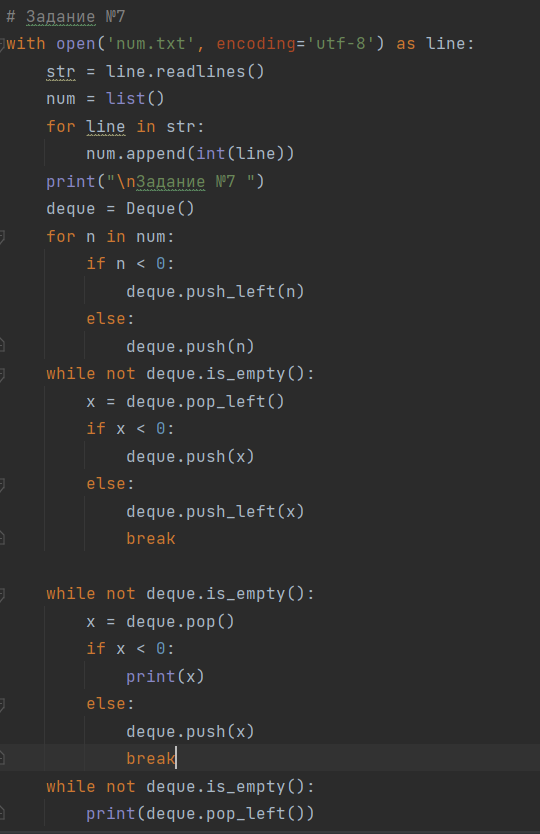 # Задание №7
with open('num.txt', encoding='utf-8') as line:
    str = line.readlines()
    num = list()
    for line in str:
        num.append(int(line))
    print("\nЗадание №7 ")
    deque = Deque()
    for n in num:
        if n < 0:
            deque.push_left(n)
        else:
            deque.push(n)
    while not deque.is_empty():
        x = deque.pop_left()
        if x < 0:
            deque.push(x)
        else:
            deque.push_left(x)
            break

    while not deque.is_empty():
        x = deque.pop()
        if x < 0:
            print(x)
        else:
            deque.push(x)
            break
    while not deque.is_empty():
        print(deque.pop_left())